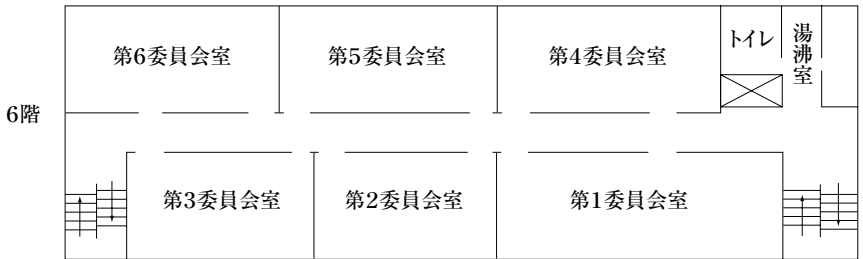 第6委員会室
第5委員会室
第4委員会室
トイレ
湯沸室
6階
第3委員会室
第2委員会室
第1委員会室